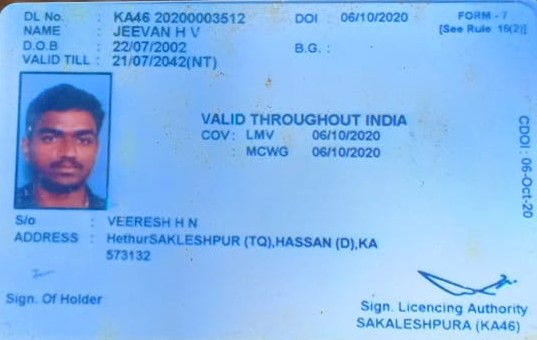 DL No. : KA46 20200003512 DOI : 06/10/2020 FORM - 7
NAME : JEEVAN H V [See Rule 16(2)]
D.O.B : 22/07/2002 B.G. :
VALID TILL : 21/07/2042(NT)
VALID THROUGHOUT INDIA
COV: LMV 06/10/2020
: MCWG 06/10/2020
CDOI : 06-Oct-20
S/o : VEERESH H N
ADDRESS : HethurSAKLESHPUR (TQ),HASSAN (D),KA
573132
Sign. Of Holder
Sign. Licencing Authority
SAKALESHPURA (KA46)